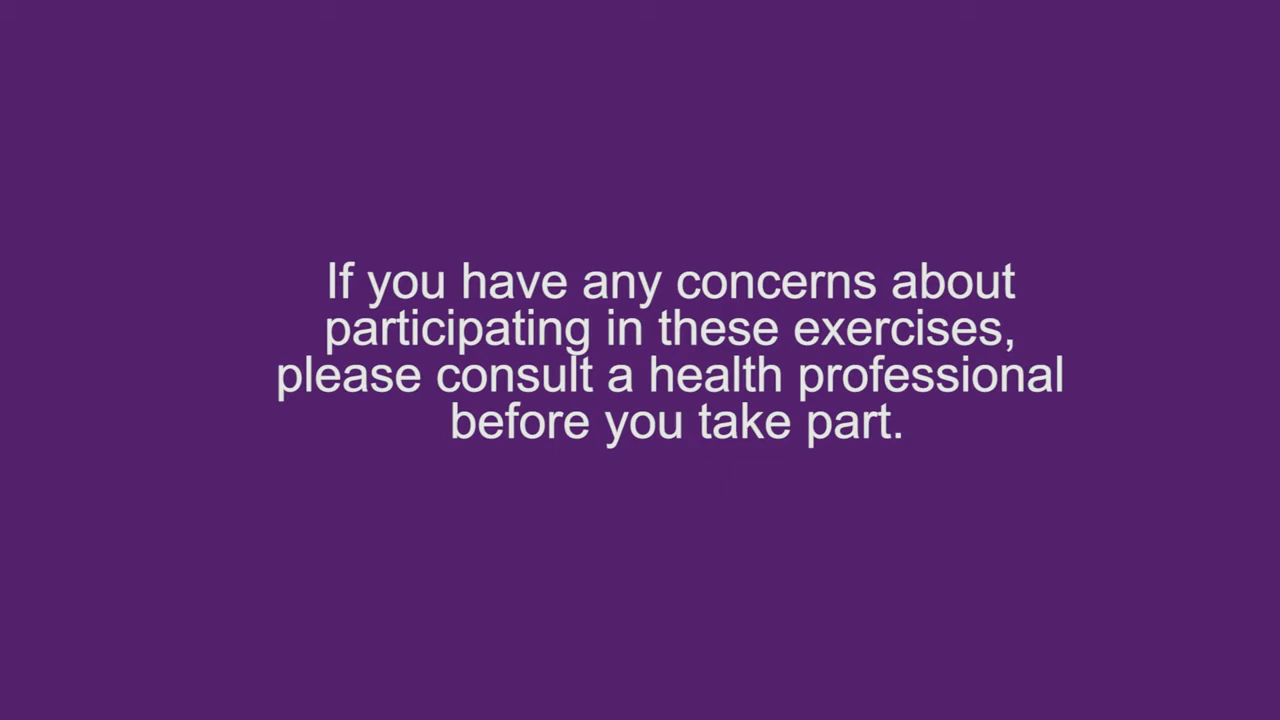 If you have any concerns about
participating in these exercises,
please consult a health professional
before you take part.